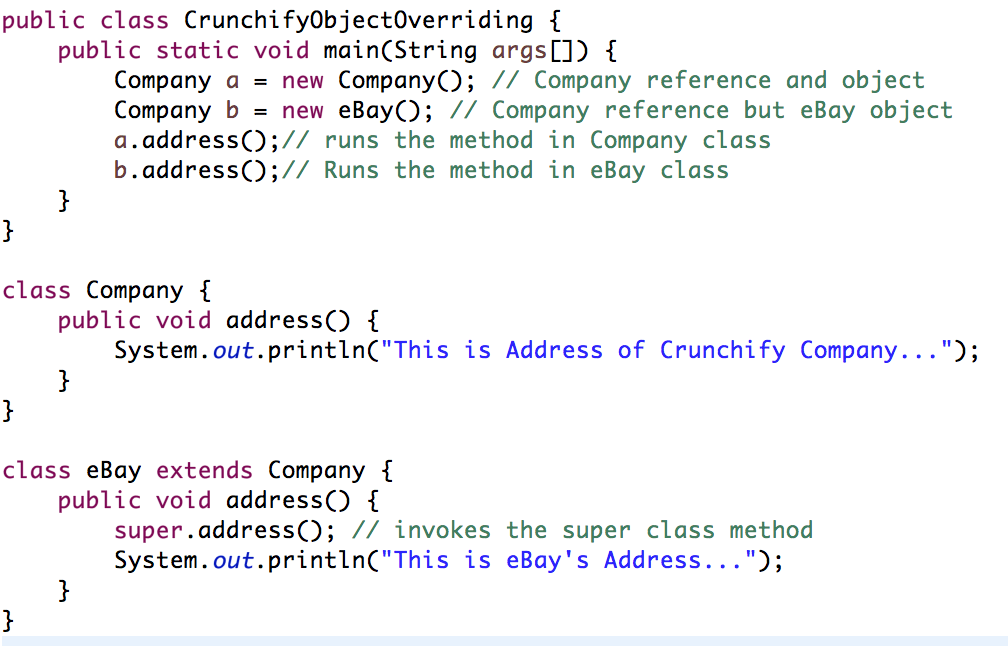 public class CrunchifyObjectOverriding {
    public static void main(String args[]) {
        Company a = new Company(); // Company reference and object
        Company b = new eBay(); // Company reference but eBay object
        a.address();// runs the method in Company class
        b.address();// Runs the method in eBay class
    }
}

class Company {
    public void address() {
        System.out.println("This is Address of Crunchify Company...");
    }
}

class eBay extends Company {
    public void address() {
        super.address(); // invokes the super class method
        System.out.println("This is eBay's Address...");
    }
}